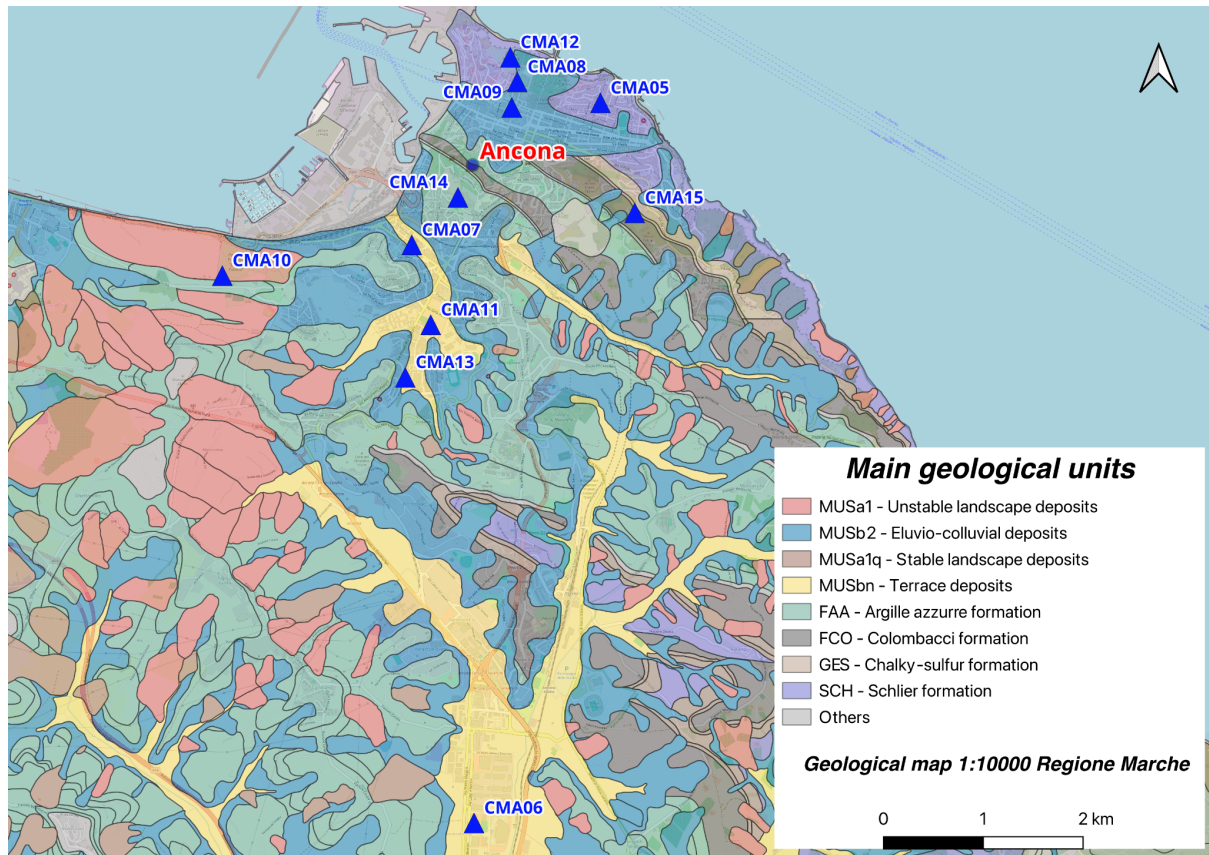 CMA12
CMA08
CMA09
CMA05
Ancona
CMA14
CMA15
CMA07
CMA10
CMA11
CMA13
CMA06
Main geological units
MUSa1 - Unstable landscape deposits
MUSb2 - Eluvio-colluvial deposits
MUSa1q - Stable landscape deposits
MUSbn - Terrace deposits
FAA - Argille azzurre formation
FCO - Colombacci formation
GES - Chalky-sulfur formation
SCH - Schlier formation
Others
Geological map 1:10000 Regione Marche
0 1 2 km